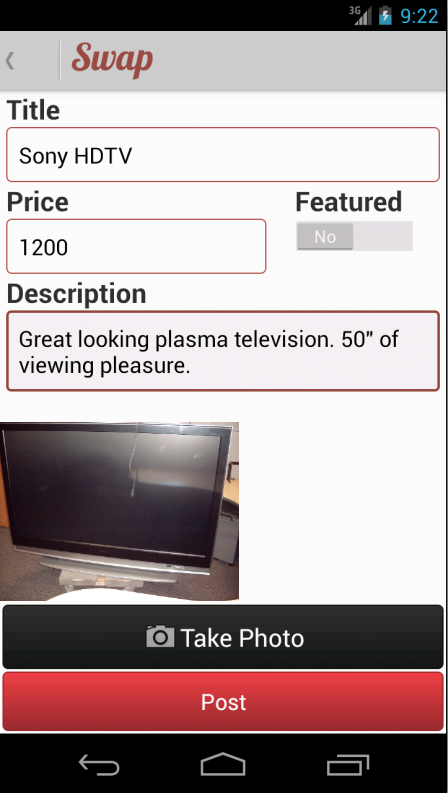 3G 9:22
Swap
Title
Sony HDTV
Price Featured
1200 No
Description
Great looking plasma television. 50" of
viewing pleasure.
Take Photo
Post